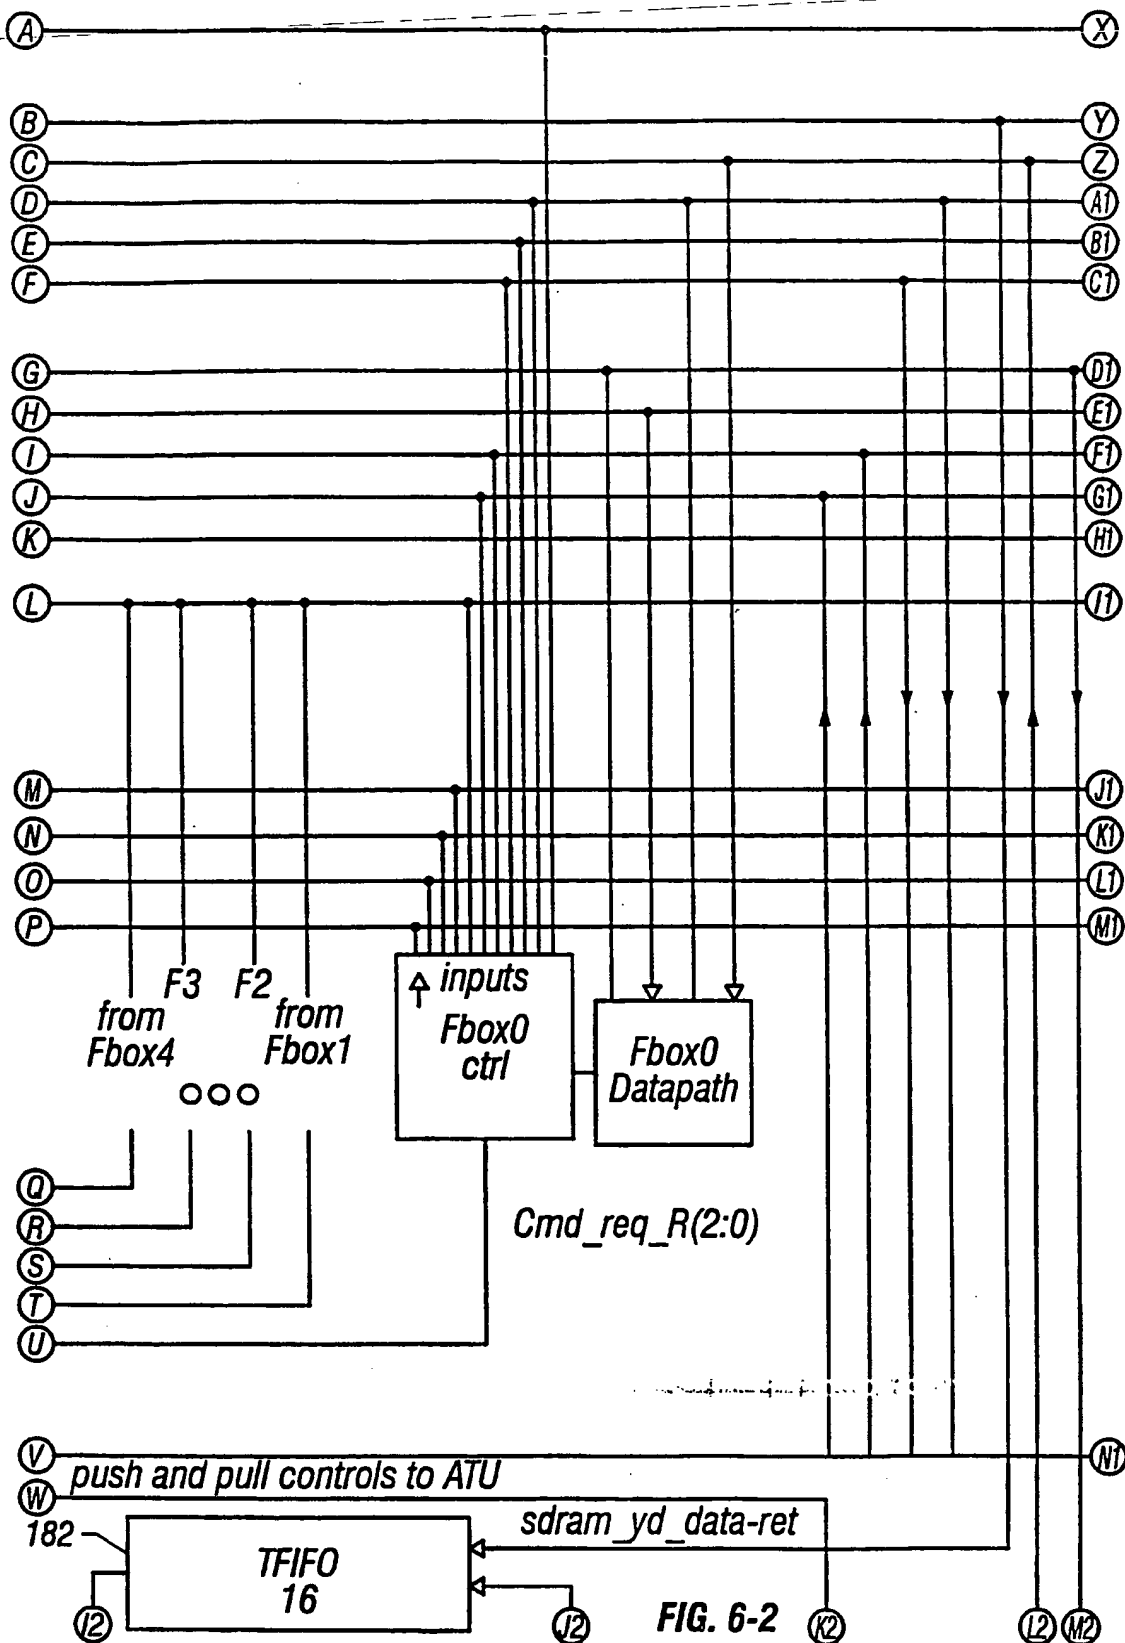 A X
B Y
C Z
D A1
E B1
F C1
G D1
H E1
I F1
J G1
K H1
L I1
M J1
N K1
O L1
P M1
F3 F2
from
Fbox4
from
Fbox1
inputs
Fbox0
ctrl
Fbox0
Datapath
Q
R
S
T
U
Cmd_req_R(2:0)
V N1
push and pull controls to ATU
W
182
sdram_yd_data-ret
TFIFO
16
I2 J2 K2 L2 M2
FIG. 6-2